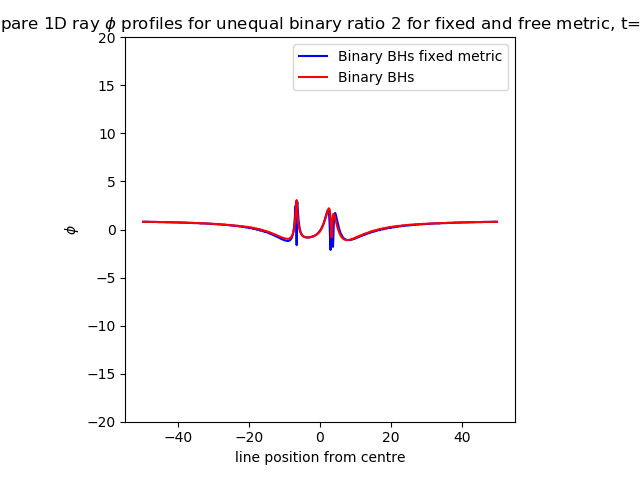 pare 1D ray ϕ profiles for unequal binary ratio 2 for fixed and free metric, t=
20
15
10
5
0
−5
−10
−15
−20
ϕ
Binary BHs fixed metric
Binary BHs
−40 −20 0 20 40
line position from centre